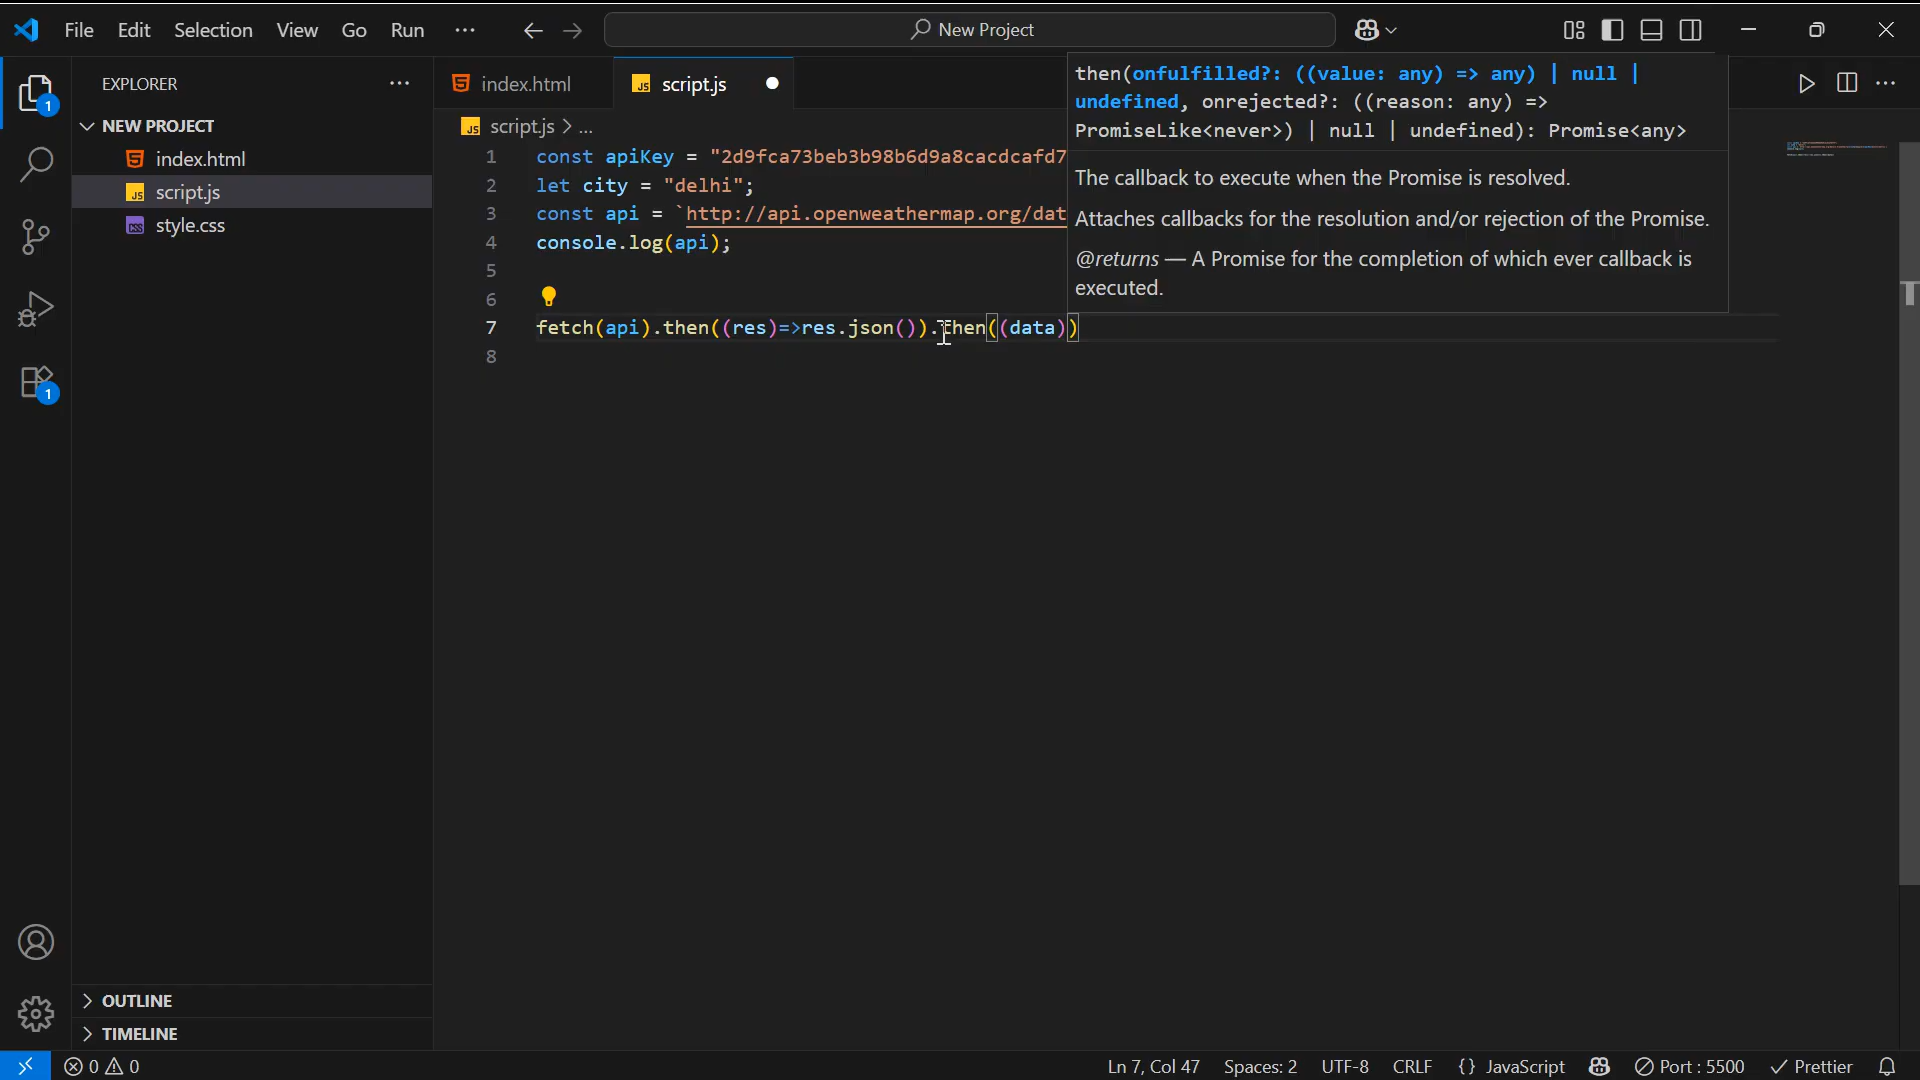 File Edit Selection View Go Run ...
New Project
EXPLORER ...
NEW PROJECT
index.html
script.js
style.css
OUTLINE
TIMELINE
index.html
script.js
script.js > ...
1 const apiKey = "2d9fca73beb3b98b6d9a8cacdcafd7
2 let city = "delhi";
3 const api = `http://api.openweathermap.org/dat
4 console.log(api);
5
6
7 fetch(api).then((res)=>res.json()).then((data))
8
then(onfulfilled?: ((value: any) => any) | null |
undefined, onrejected?: ((reason: any) =>
PromiseLike<never>) | null | undefined): Promise<any>
The callback to execute when the Promise is resolved.
Attaches callbacks for the resolution and/or rejection of the Promise.
@returns — A Promise for the completion of which ever callback is
executed.
1
1
0 0
Ln 7, Col 47 Spaces: 2 UTF-8 CRLF {} JavaScript Port : 5500 Prettier